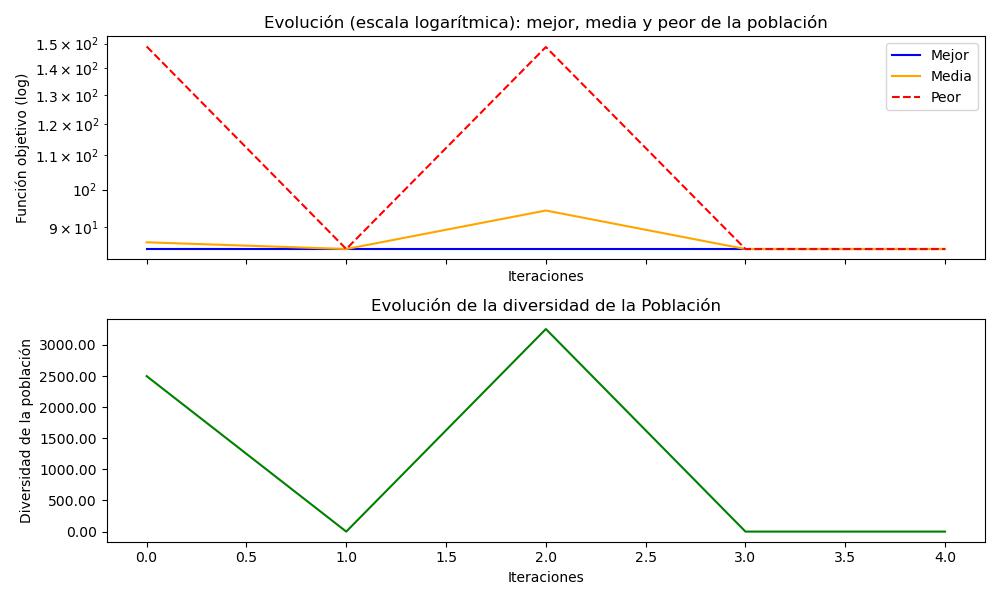 Evolución (escala logarítmica): mejor, media y peor de la población
Función objetivo (log)
1.5 × 10²
1.4 × 10²
1.3 × 10²
1.2 × 10²
1.1 × 10²
10²
9 × 10¹
Mejor
Media
Peor
Iteraciones
Evolución de la diversidad de la Población
Diversidad de la población
3000.00
2500.00
2000.00
1500.00
1000.00
500.00
0.00
0.0 0.5 1.0 1.5 2.0 2.5 3.0 3.5 4.0
Iteraciones